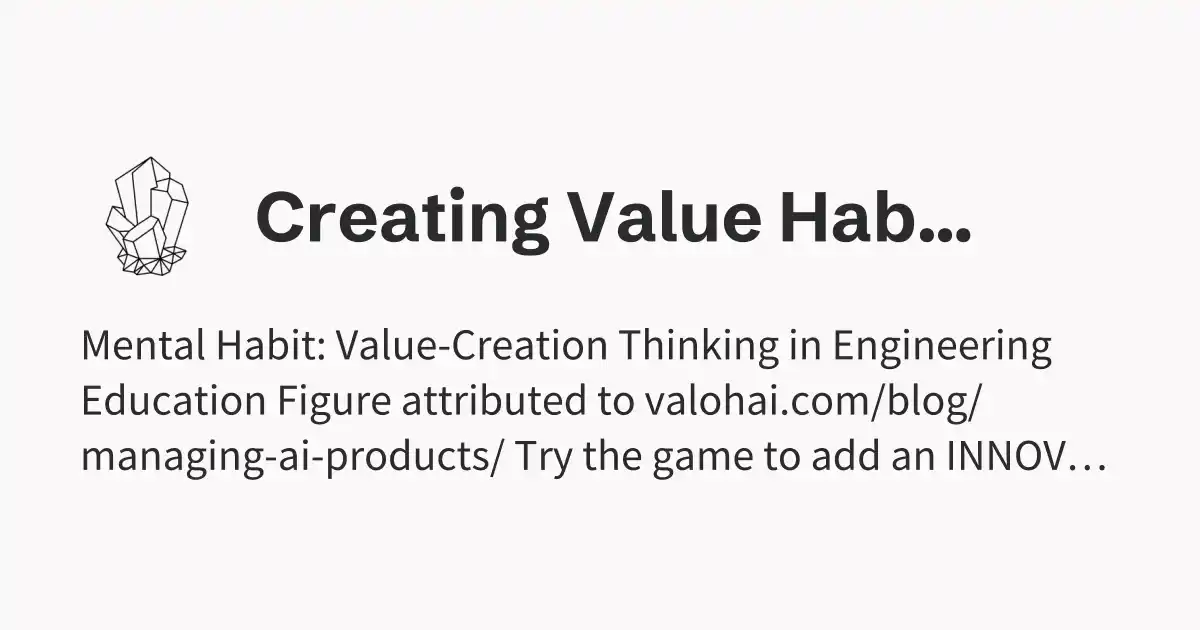 Creating Value Hab...
Mental Habit: Value-Creation Thinking in Engineering
Education Figure attributed to valohai.com/blog/
managing-ai-products/ Try the game to add an INNOV...